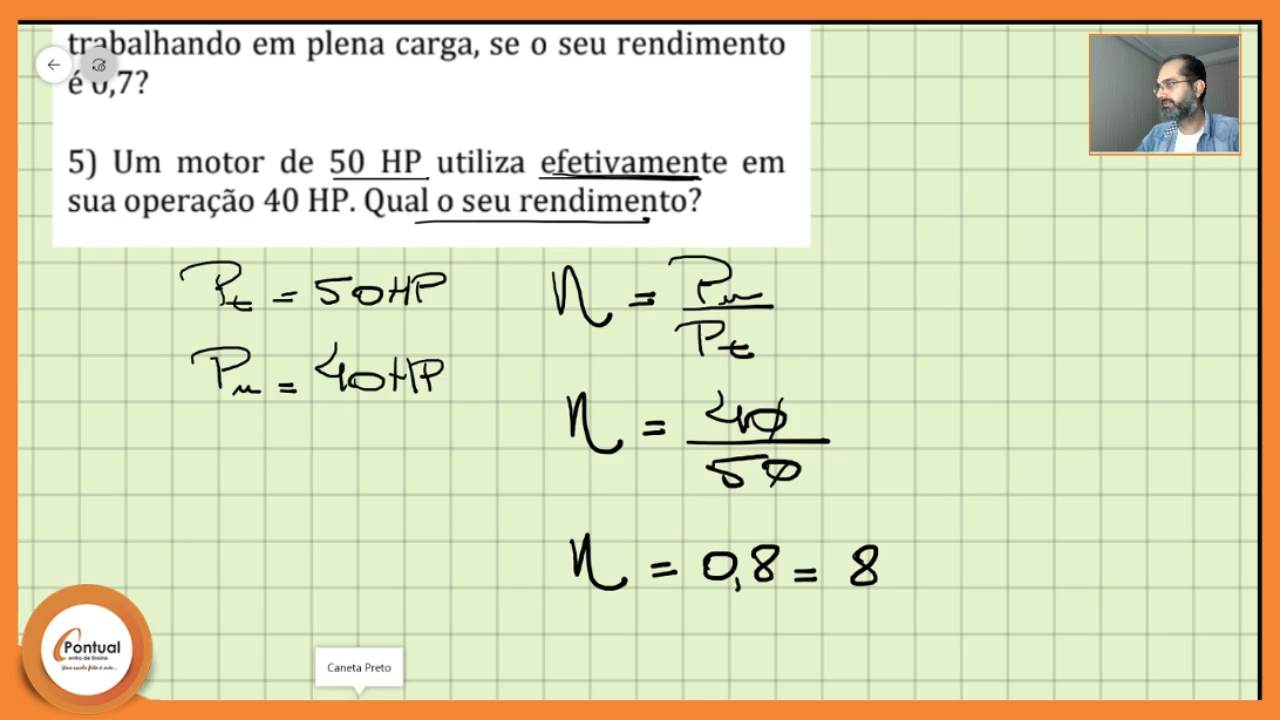 trabalhando em plena carga, se o seu rendimento
é 0,7?
5) Um motor de 50 HP utiliza efetivamente em
sua operação 40 HP. Qual o seu rendimento?
Pt = 50HP
Pu = 40HP
η = Pu/Pt
η = 40/50
η = 0,8 = 8
Pontual
Caneta Preto